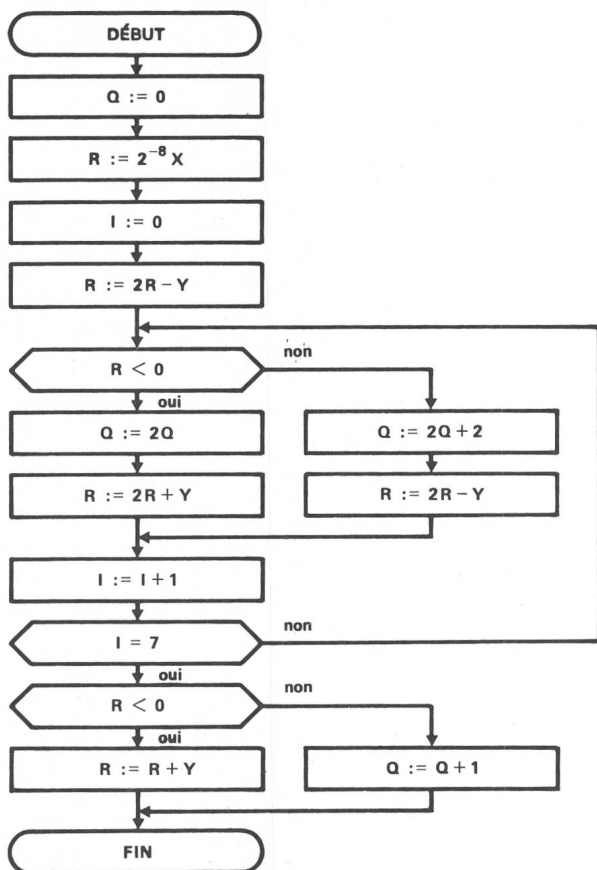 DÉBUT
Q := 0
R := 2⁻⁸ X
I := 0
R := 2R − Y
R < 0
non
oui
Q := 2Q
Q := 2Q + 2
R := 2R + Y
R := 2R − Y
I := I + 1
I = 7
non
oui
R < 0
non
oui
R := R + Y
Q := Q + 1
FIN